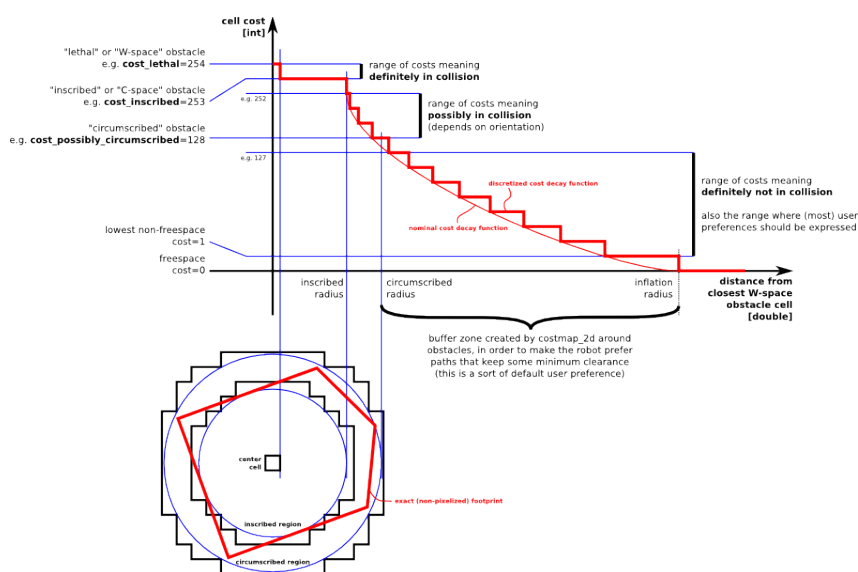 cell cost
[int]
"lethal" or "W-space" obstacle
e.g. cost_lethal=254
"inscribed" or "C-space" obstacle
e.g. cost_inscribed=253
"circumscribed" obstacle
e.g. cost_possibly_circumscribed=128
lowest non-freespace
cost=1
freespace
cost=0
e.g. 252
e.g. 127
range of costs meaning
definitely in collision
range of costs meaning
possibly in collision
(depends on orientation)
range of costs meaning
definitely not in collision
also the range where (most) user
preferences should be expressed
discretized cost decay function
nominal cost decay function
inscribed
radius
circumscribed
radius
inflation
radius
distance from
closest W-space
obstacle cell
[double]
buffer zone created by costmap_2d around
obstacles, in order to make the robot prefer
paths that keep some minimum clearance
(this is a sort of default user preference)
center
cell
exact (non-pixelized) footprint
inscribed region
circumscribed region